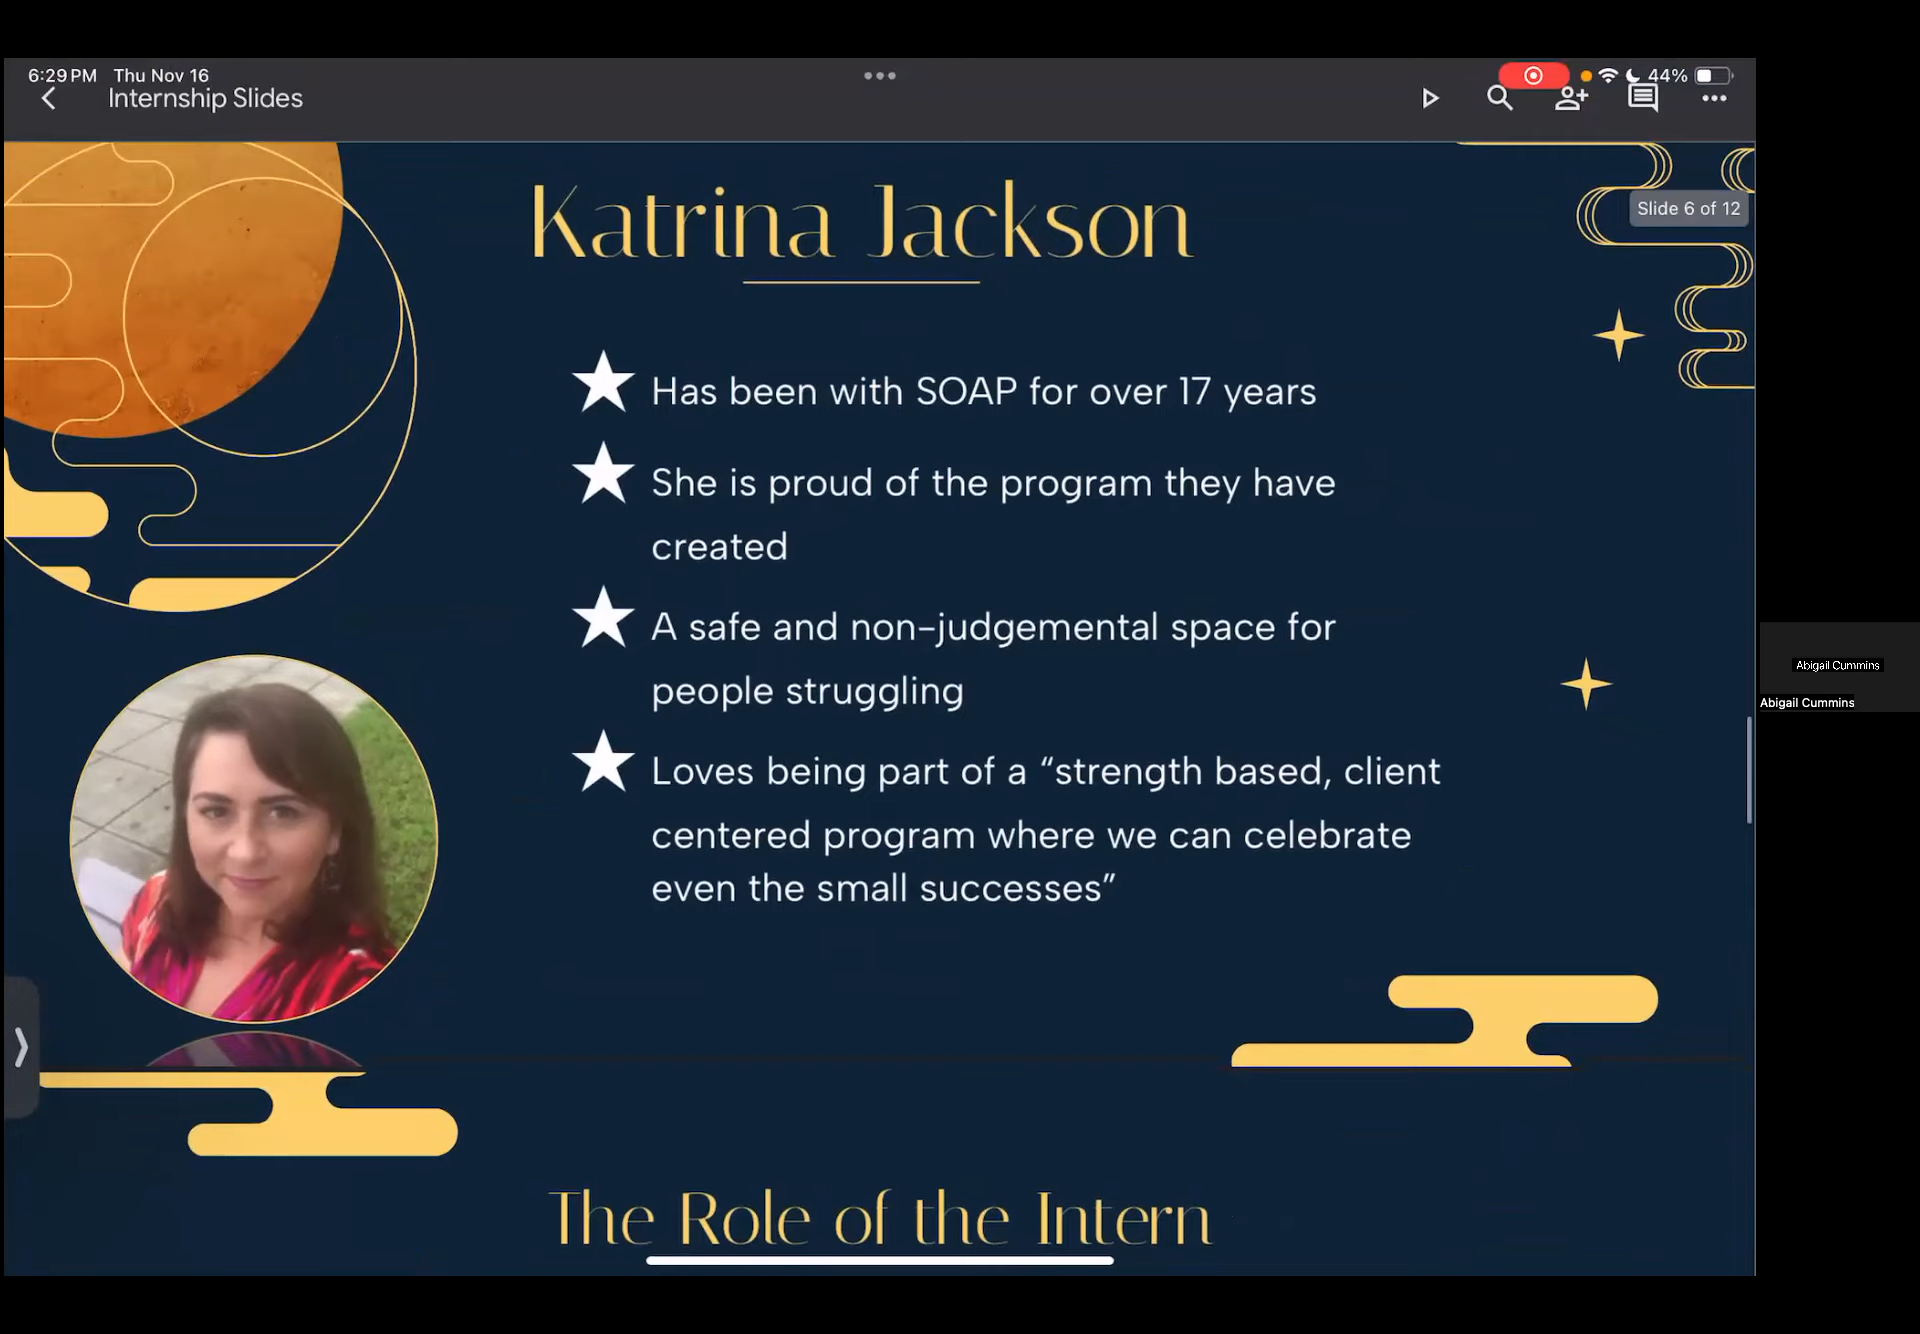 6:29 PM Thu Nov 16
44%
Internship Slides
Katrina Jackson
Slide 6 of 12
Has been with SOAP for over 17 years
She is proud of the program they have
created
A safe and non-judgemental space for
people struggling
Loves being part of a “strength based, client
centered program where we can celebrate
even the small successes”
Abigail Cummins
Abigail Cummins
The Role of the Intern